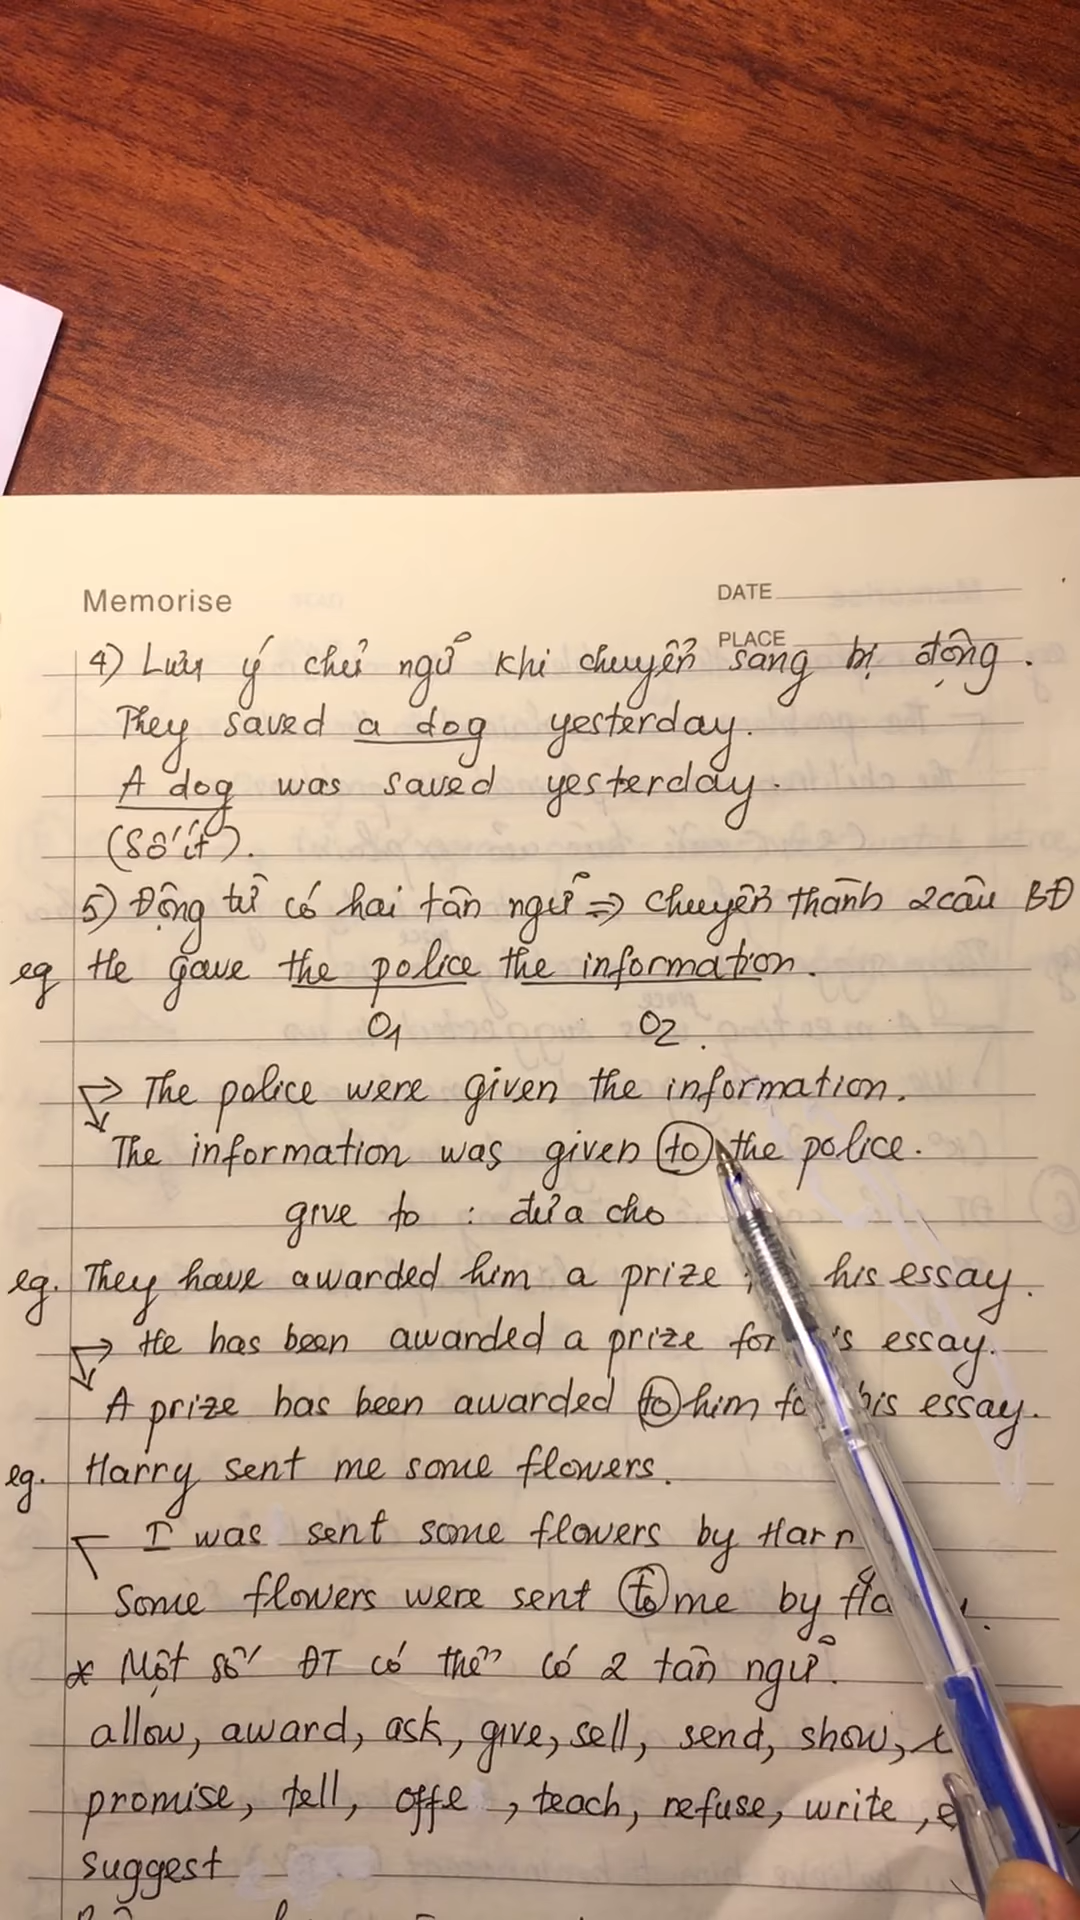 Memorise
DATE
PLACE
4) Lưu ý chủ ngữ khi chuyển sang bị động.
They saved a dog yesterday.
A dog was saved yesterday.
(Số ít).
5) Động từ có hai tân ngữ => chuyển thành 2 câu BĐ
eg He gave the police the information.
O1 O2.
The police were given the information.
The information was given to the police.
give to : đưa cho
eg. They have awarded him a prize his essay.
He has been awarded a prize for essay.
A prize has been awarded to him his essay.
eg. Harry sent me some flowers.
I was sent some flowers by
Some flowers were sent to me by
* Một số ĐT có thể có 2 tân ngữ.
allow, award, ask, give, sell, send, show,
promise, tell, offe , teach, refuse, write,
suggest